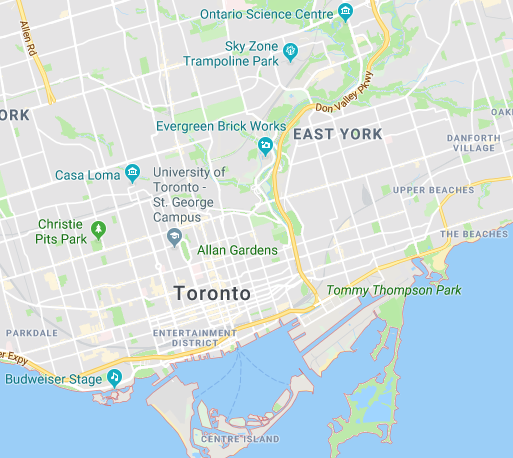 Ontario Science Centre
Allen Rd
Sky Zone
Trampoline Park
Don Valley Pkwy
ORK
Evergreen Brick Works
EAST YORK
OAK
DANFORTH
VILLAGE
Casa Loma
University of
Toronto -
St. George
Campus
UPPER BEACHES
Christie
Pits Park
THE BEACHES
Allan Gardens
Tommy Thompson Park
Toronto
PARKDALE
ENTERTAINMENT
DISTRICT
er Expy
Budweiser Stage
CENTRE ISLAND